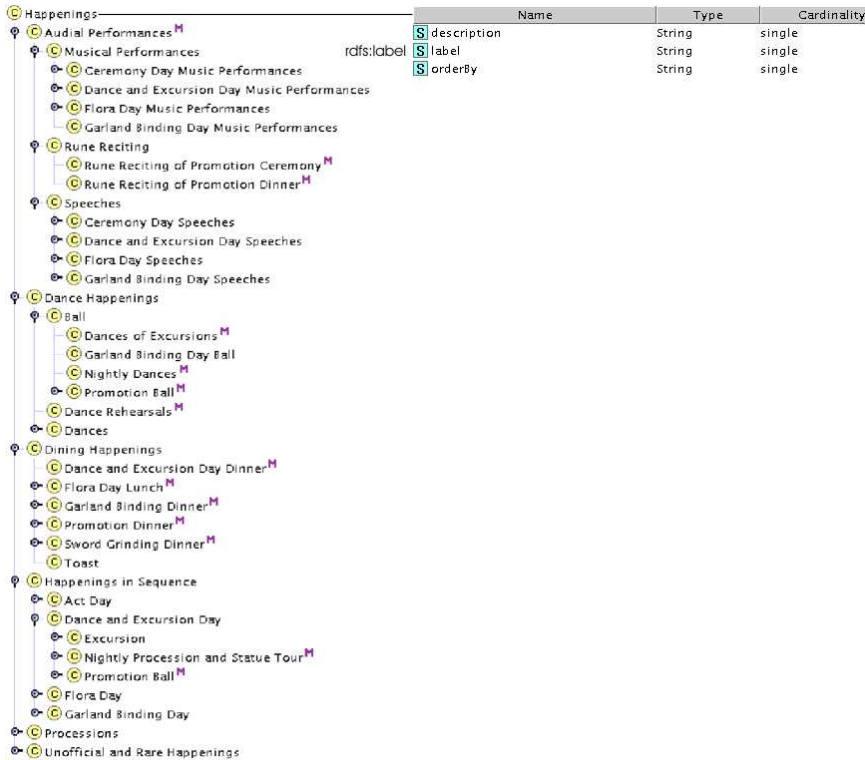 C Happenings
Name Type Cardinality
C Audial Performances M
S description String single
C Musical Performances
rdfs:label S label String single
C Ceremony Day Music Performances
S orderBy String single
C Dance and Excursion Day Music Performances
C Flora Day Music Performances
C Garland Binding Day Music Performances
C Rune Reciting
C Rune Reciting of Promotion Ceremony M
C Rune Reciting of Promotion Dinner M
C Speeches
C Ceremony Day Speeches
C Dance and Excursion Day Speeches
C Flora Day Speeches
C Garland Binding Day Speeches
C Dance Happenings
C Ball
C Dances of Excursions M
C Garland Binding Day Ball
C Nightly Dances M
C Promotion Ball M
C Dance Rehearsals M
C Dances
C Dining Happenings
C Dance and Excursion Day Dinner M
C Flora Day Lunch M
C Garland Binding Dinner M
C Promotion Dinner M
C Sword Grinding Dinner M
C Toast
C Happenings in Sequence
C Act Day
C Dance and Excursion Day
C Excursion
C Nightly Procession and Statue Tour M
C Promotion Ball M
C Flora Day
C Garland Binding Day
C Processions
C Unofficial and Rare Happenings